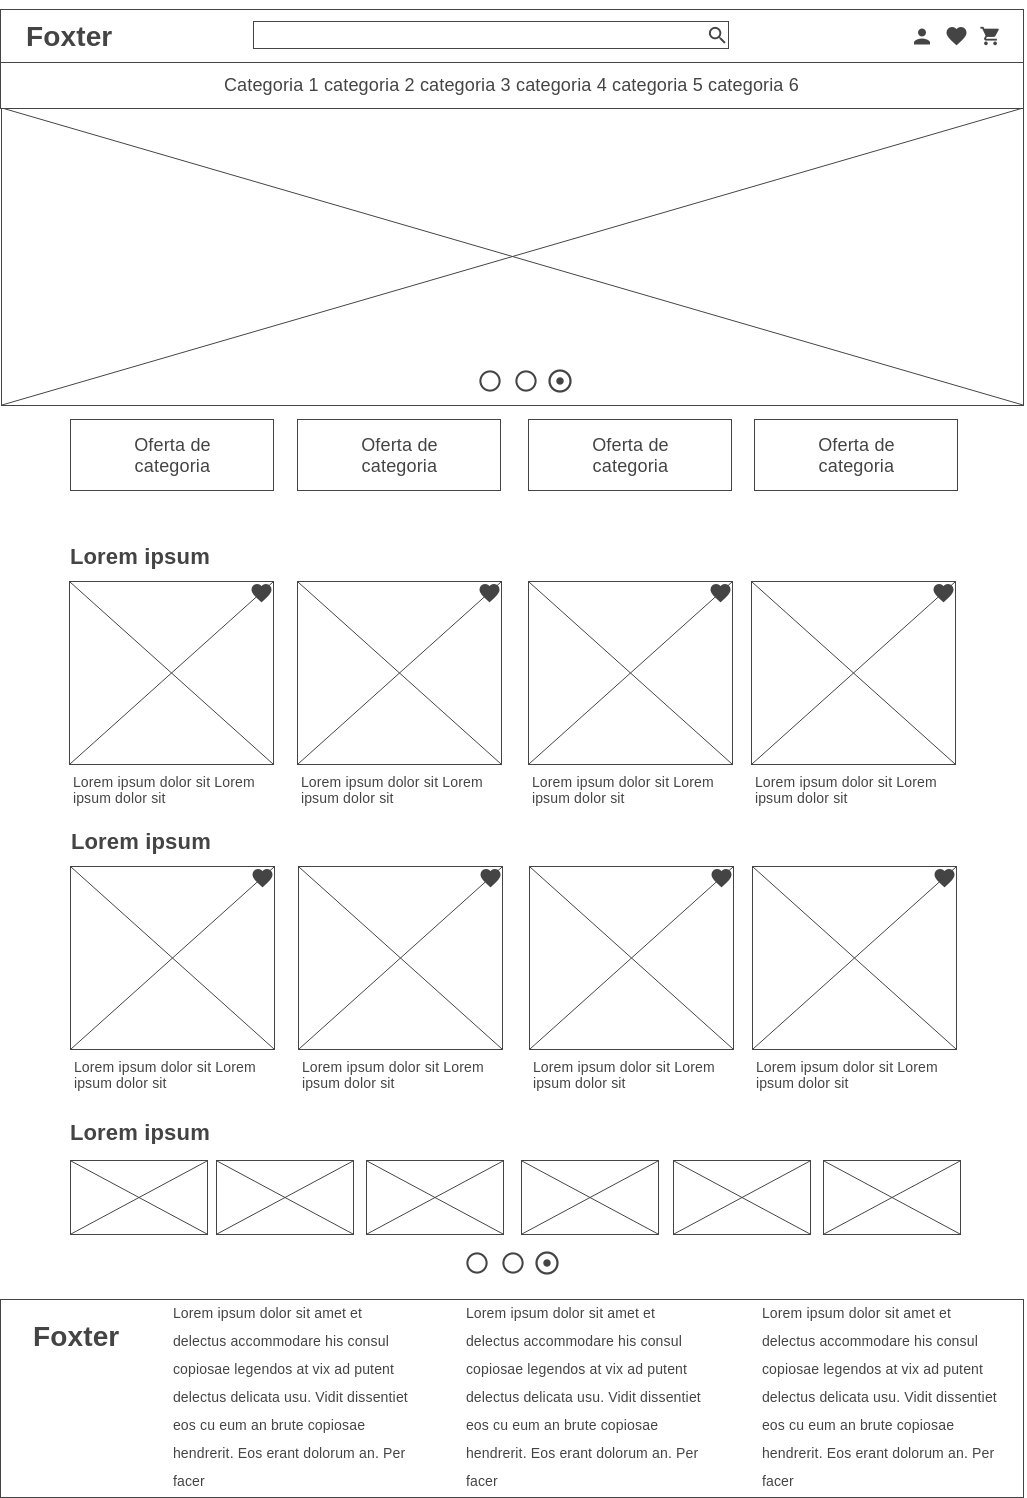 Foxter
Categoria 1 categoria 2 categoria 3 categoria 4 categoria 5 categoria 6
Oferta de
categoria
Oferta de
categoria
Oferta de
categoria
Oferta de
categoria
Lorem ipsum
Lorem ipsum dolor sit Lorem
ipsum dolor sit
Lorem ipsum dolor sit Lorem
ipsum dolor sit
Lorem ipsum dolor sit Lorem
ipsum dolor sit
Lorem ipsum dolor sit Lorem
ipsum dolor sit
Lorem ipsum
Lorem ipsum dolor sit Lorem
ipsum dolor sit
Lorem ipsum dolor sit Lorem
ipsum dolor sit
Lorem ipsum dolor sit Lorem
ipsum dolor sit
Lorem ipsum dolor sit Lorem
ipsum dolor sit
Lorem ipsum
Foxter
Lorem ipsum dolor sit amet et
delectus accommodare his consul
copiosae legendos at vix ad putent
delectus delicata usu. Vidit dissentiet
eos cu eum an brute copiosae
hendrerit. Eos erant dolorum an. Per
facer
Lorem ipsum dolor sit amet et
delectus accommodare his consul
copiosae legendos at vix ad putent
delectus delicata usu. Vidit dissentiet
eos cu eum an brute copiosae
hendrerit. Eos erant dolorum an. Per
facer
Lorem ipsum dolor sit amet et
delectus accommodare his consul
copiosae legendos at vix ad putent
delectus delicata usu. Vidit dissentiet
eos cu eum an brute copiosae
hendrerit. Eos erant dolorum an. Per
facer